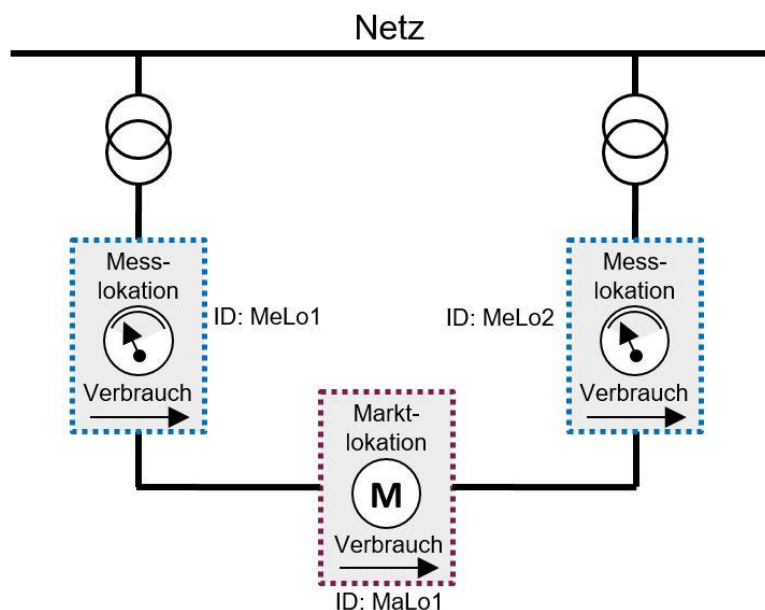 Netz
Mess-
lokation
Verbrauch
ID: MeLo1
ID: MeLo2
Mess-
lokation
Verbrauch
Markt-
lokation
M
Verbrauch
ID: MaLo1